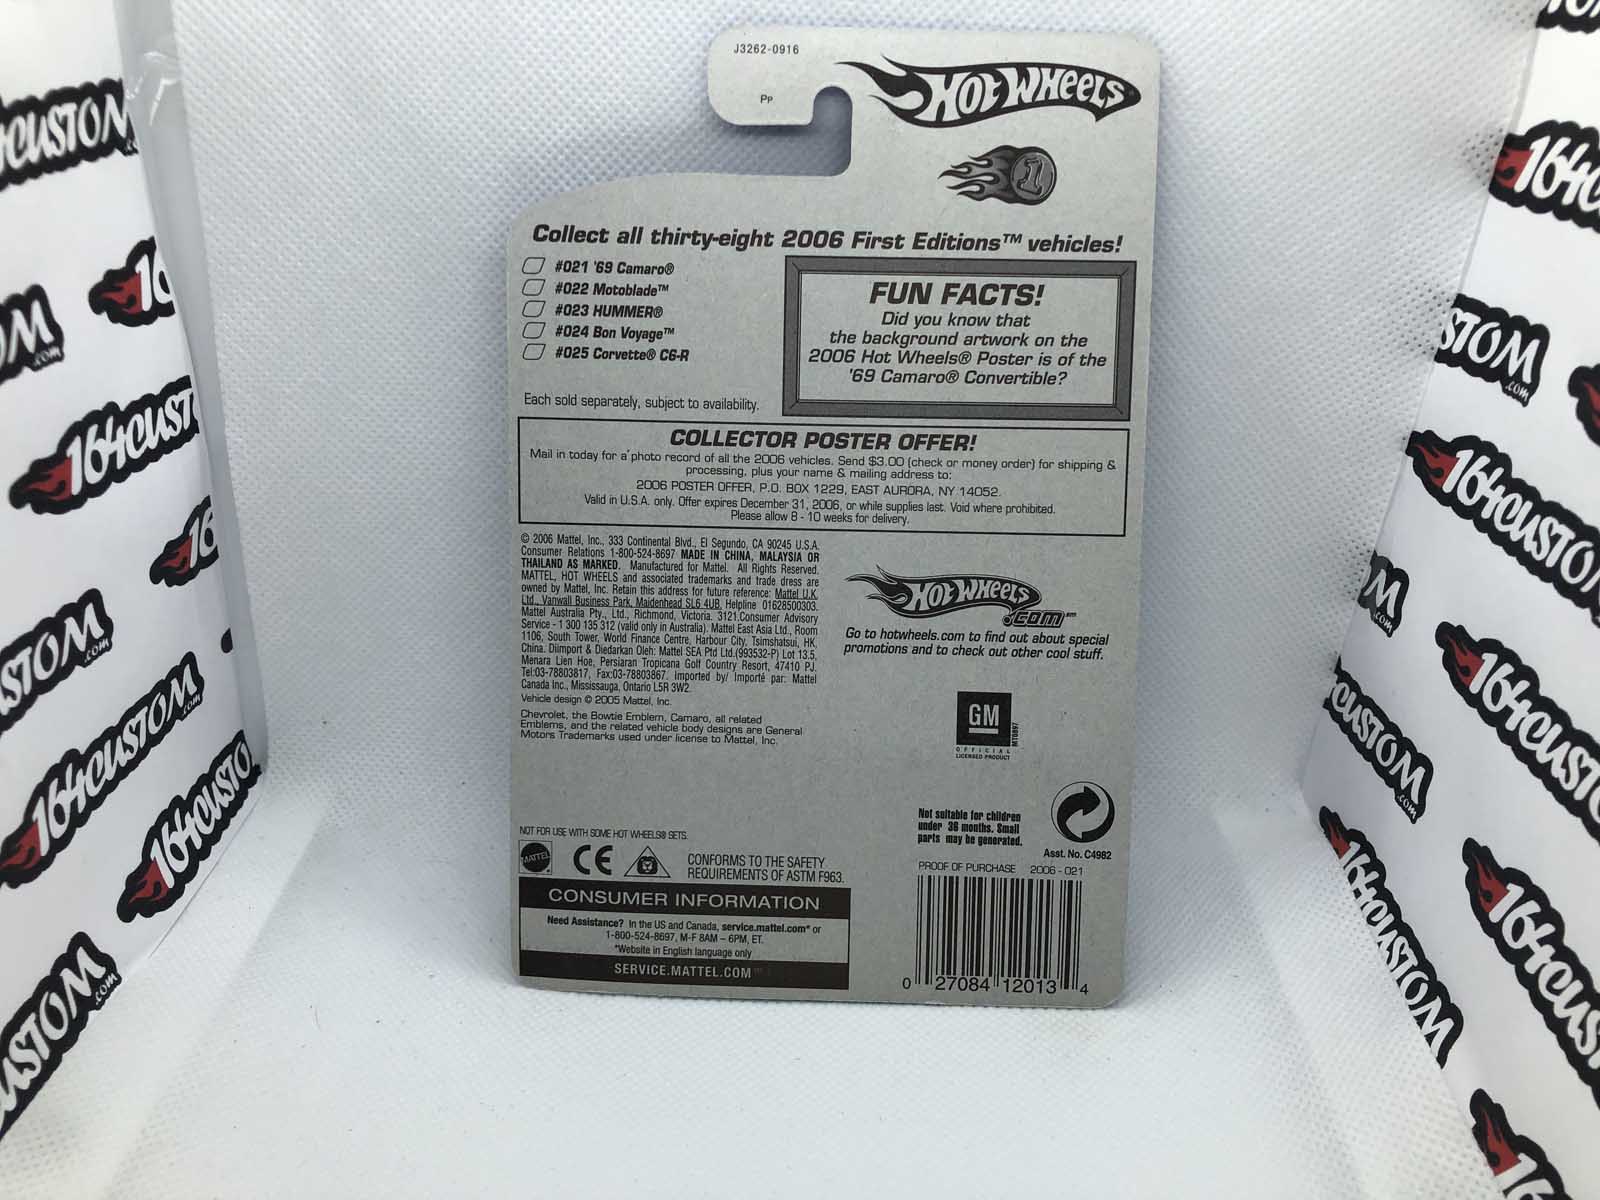 J3262-0916
PP
HOT WHEELS
1
Collect all thirty-eight 2006 First Editions™ vehicles!
#021 '69 Camaro®
#022 Motoblade™
#023 HUMMER®
#024 Bon Voyage™
#025 Corvette® C6-R
Each sold separately, subject to availability.
FUN FACTS!
Did you know that
the background artwork on the
2006 Hot Wheels® Poster is of the
'69 Camaro® Convertible?
COLLECTOR POSTER OFFER!
Mail in today for a photo record of all the 2006 vehicles. Send $3.00 (check or money order) for shipping &
processing, plus your name & mailing address to:
2006 POSTER OFFER, P.O. BOX 1229, EAST AURORA, NY 14052.
Valid in U.S.A. only. Offer expires December 31, 2006, or while supplies last. Void where prohibited.
Please allow 8 - 10 weeks for delivery.
© 2006 Mattel, Inc., 333 Continental Blvd., El Segundo, CA 90245 U.S.A.
Consumer Relations 1-800-524-8697 MADE IN CHINA, MALAYSIA OR
THAILAND AS MARKED. Manufactured for Mattel. All Rights Reserved.
MATTEL, HOT WHEELS and associated trademarks and trade dress are
owned by Mattel, Inc. Retain this address for future reference: Mattel U.K.
Ltd., Vanwall Business Park, Maidenhead SL6 4UB. Helpline 01628500303.
Mattel Australia Pty., Ltd., Richmond, Victoria. 3121.Consumer Advisory
Service - 1 300 135 312 (valid only in Australia). Mattel East Asia Ltd., Room
1106, South Tower, World Finance Centre, Harbour City, Tsimshatsui, HK,
China. Diimport & Diedarkan Oleh: Mattel SEA Ptd Ltd.(993532-P) Lot 13.5,
Menara Lien Hoe, Persiaran Tropicana Golf Country Resort, 47410 PJ.
Tel:03-78803817, Fax:03-78803867. Imported by/ Importé par: Mattel
Canada Inc., Mississauga, Ontario L5R 3W2.
Vehicle design © 2005 Mattel, Inc.
Chevrolet, the Bowtie Emblem, Camaro, all related
Emblems, and the related vehicle body designs are General
Motors Trademarks used under license to Mattel, Inc.
HOT WHEELS
.com
Go to hotwheels.com to find out about special
promotions and to check out other cool stuff.
GM
OFFICIAL
LICENSED PRODUCT
NOT FOR USE WITH SOME HOT WHEELS® SETS.
MATTEL
CE
CONFORMS TO THE SAFETY
REQUIREMENTS OF ASTM F963.
CONSUMER INFORMATION
Need Assistance? In the US and Canada, service.mattel.com* or
1-800-524-8697, M-F 8AM – 6PM, ET.
*Website in English language only
SERVICE.MATTEL.COM
Not suitable for children
under 36 months. Small
parts may be generated.
Asst. No. C4982
PROOF OF PURCHASE 2006 - 021
0 27084 12013 4
164custom
.com